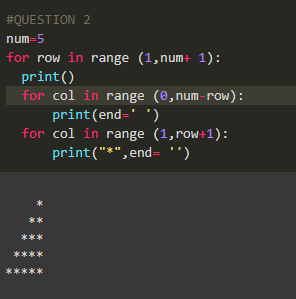 #QUESTION 2
num=5
for row in range (1,num+ 1):
  print()
  for col in range (0,num-row):
      print(end=' ')
  for col in range (1,row+1):
      print("*",end= '')
    *
   **
  ***
 ****
*****